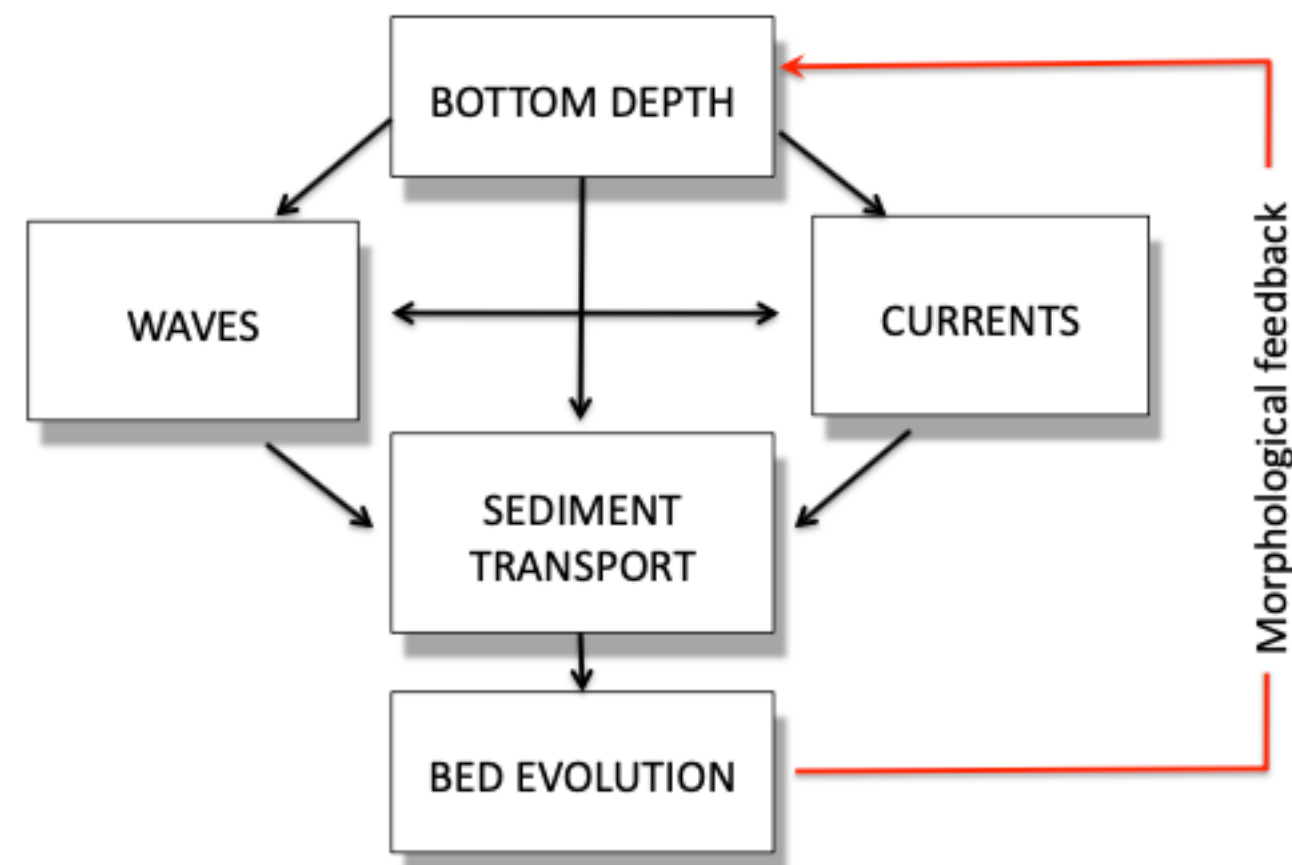 BOTTOM DEPTH
WAVES
CURRENTS
SEDIMENT
TRANSPORT
BED EVOLUTION
Morphological feedback